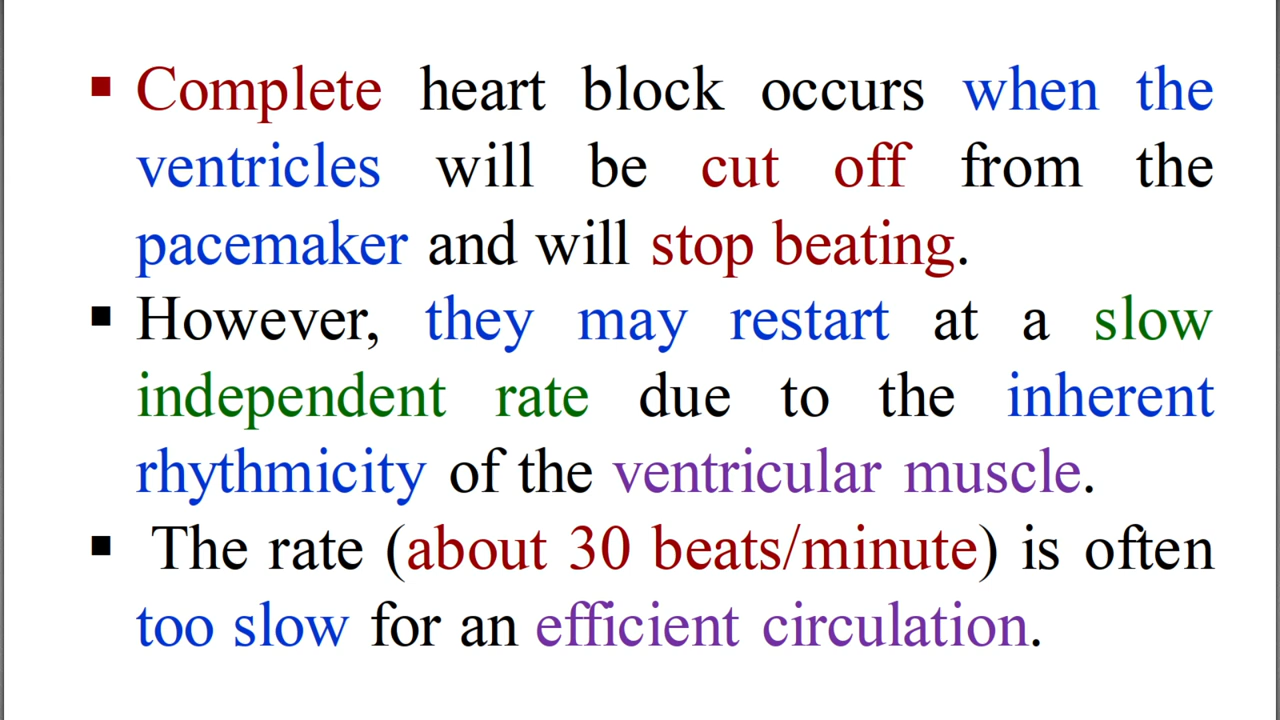 ▪ Complete heart block occurs when the
ventricles will be cut off from the
pacemaker and will stop beating.
▪ However, they may restart at a slow
independent rate due to the inherent
rhythmicity of the ventricular muscle.
▪ The rate (about 30 beats/minute) is often
too slow for an efficient circulation.